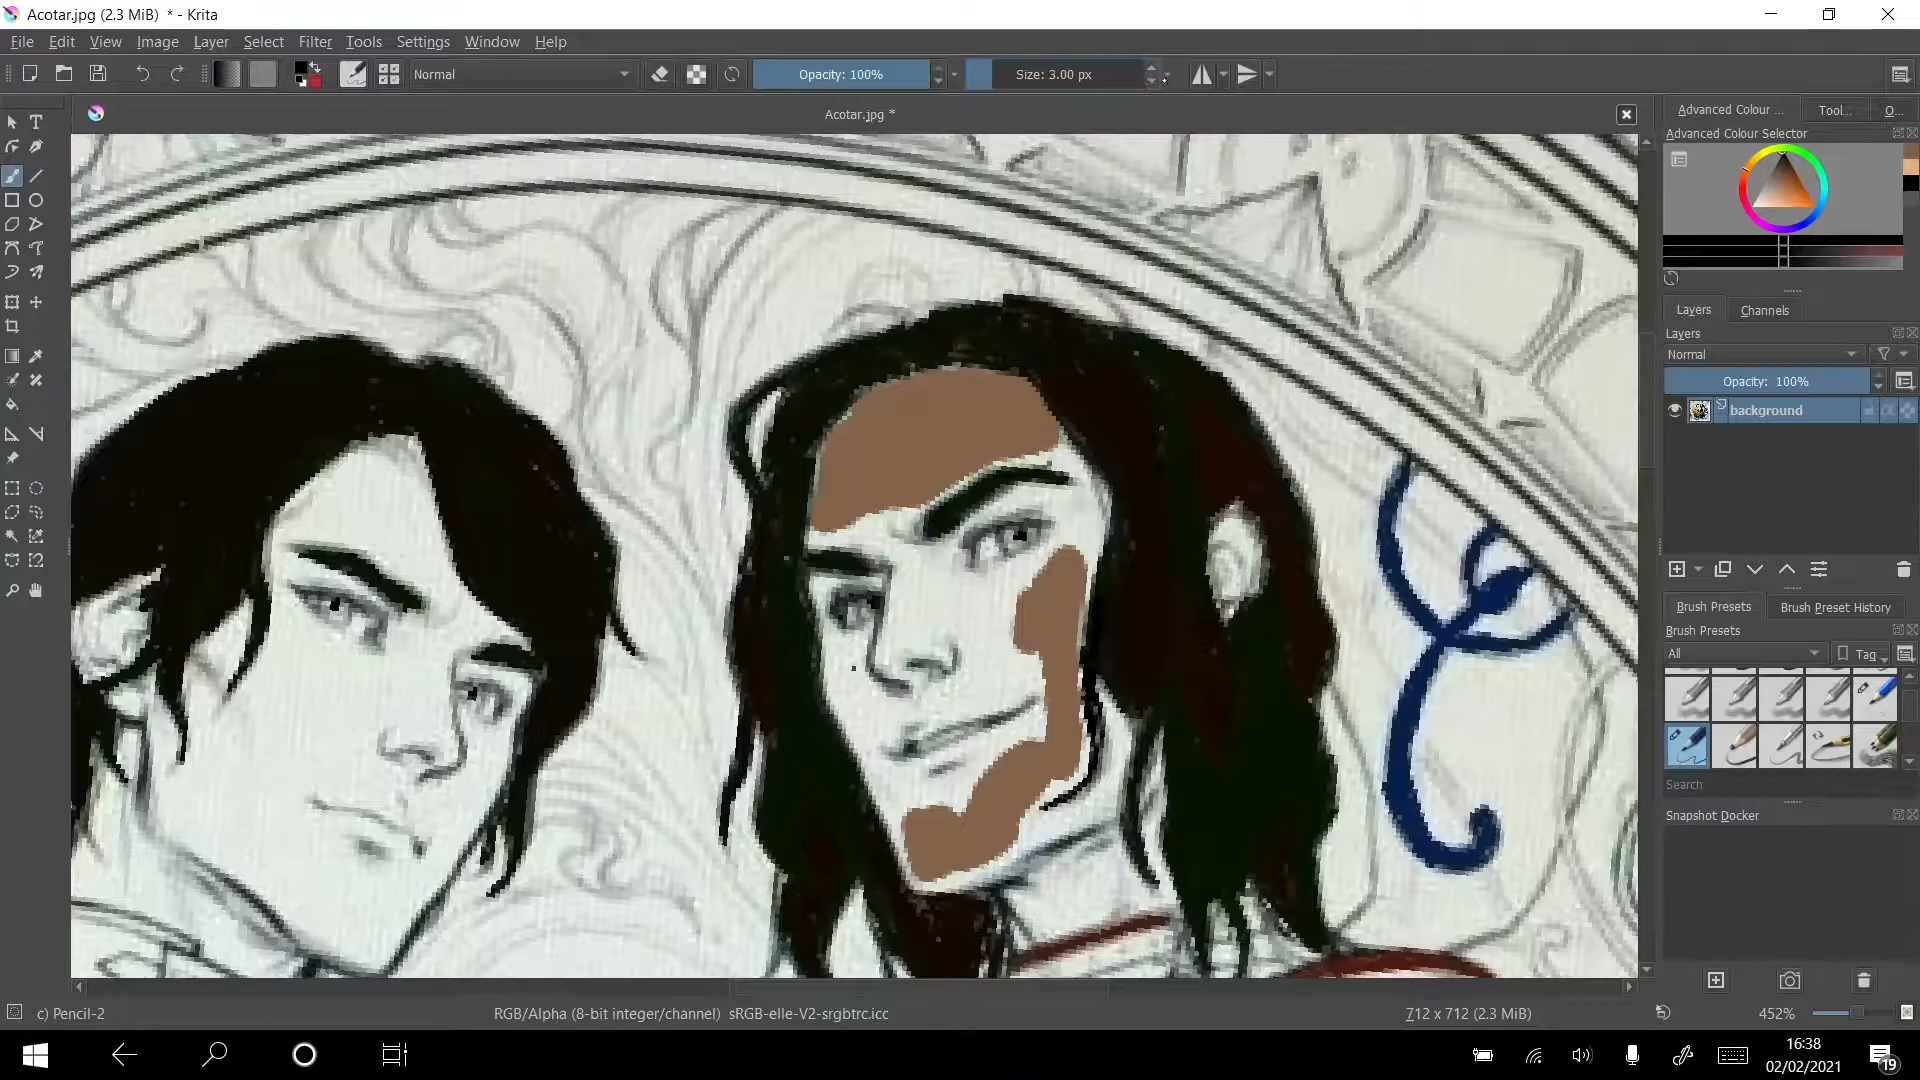 Acotar.jpg (2.3 MiB) * - Krita
File Edit View Image Layer Select Filter Tools Settings Window Help
Normal Opacity: 100% Size: 3.00 px
Acotar.jpg *
Advanced Colour ... Tool... O...
Advanced Colour Selector
Layers Channels
Layers
Normal
Opacity: 100%
background
Brush Presets Brush Preset History
Brush Presets
All Tag
Search
Snapshot Docker
c) Pencil-2 RGB/Alpha (8-bit integer/channel) sRGB-elle-V2-srgbtrc.icc 712 x 712 (2.3 MiB) 452%
16:38
02/02/2021
19